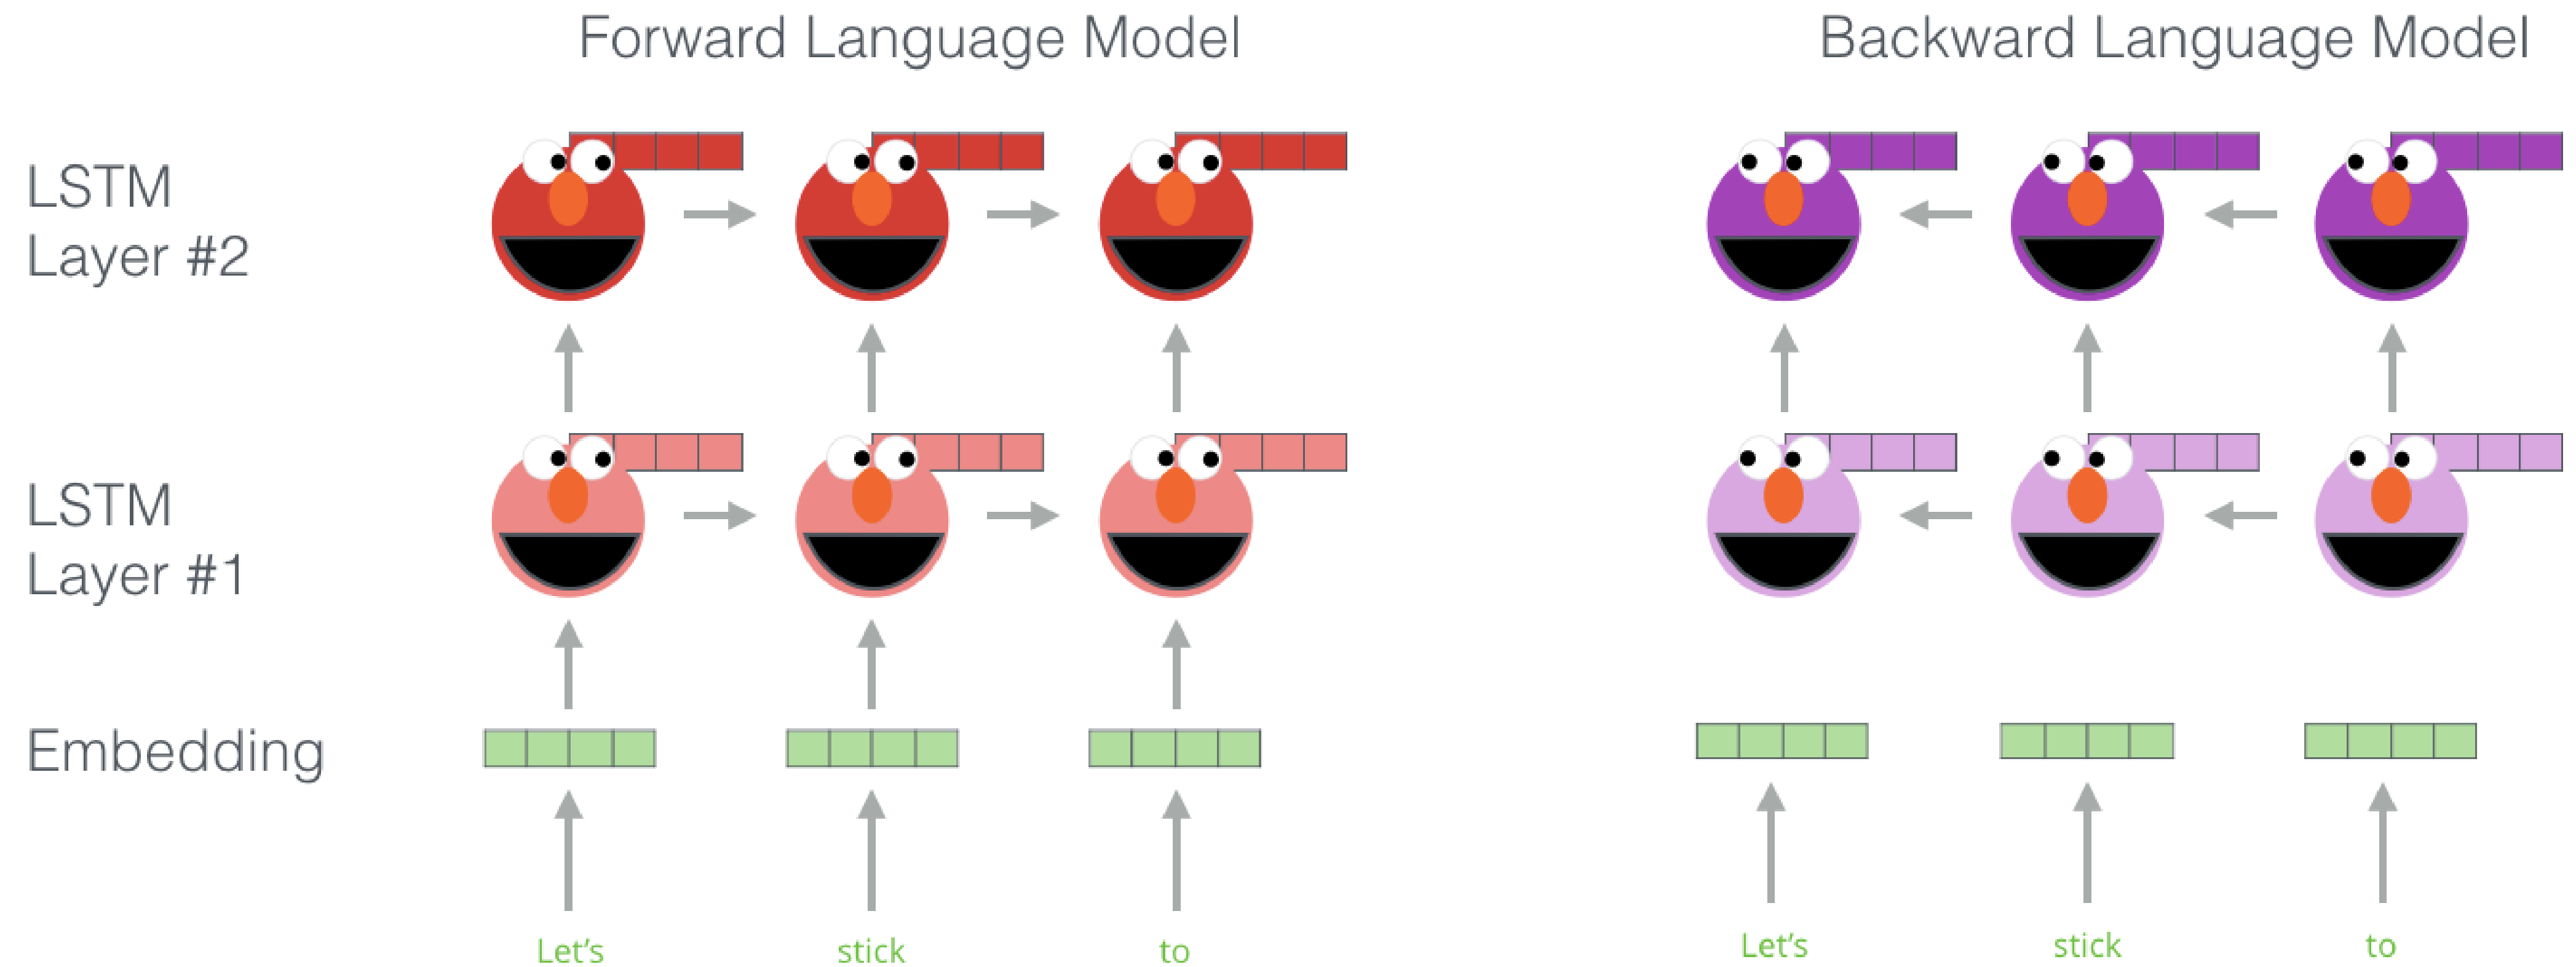 Forward Language Model
Backward Language Model
LSTM
Layer #2
LSTM
Layer #1
Embedding
Let's
stick
to
Let's
stick
to